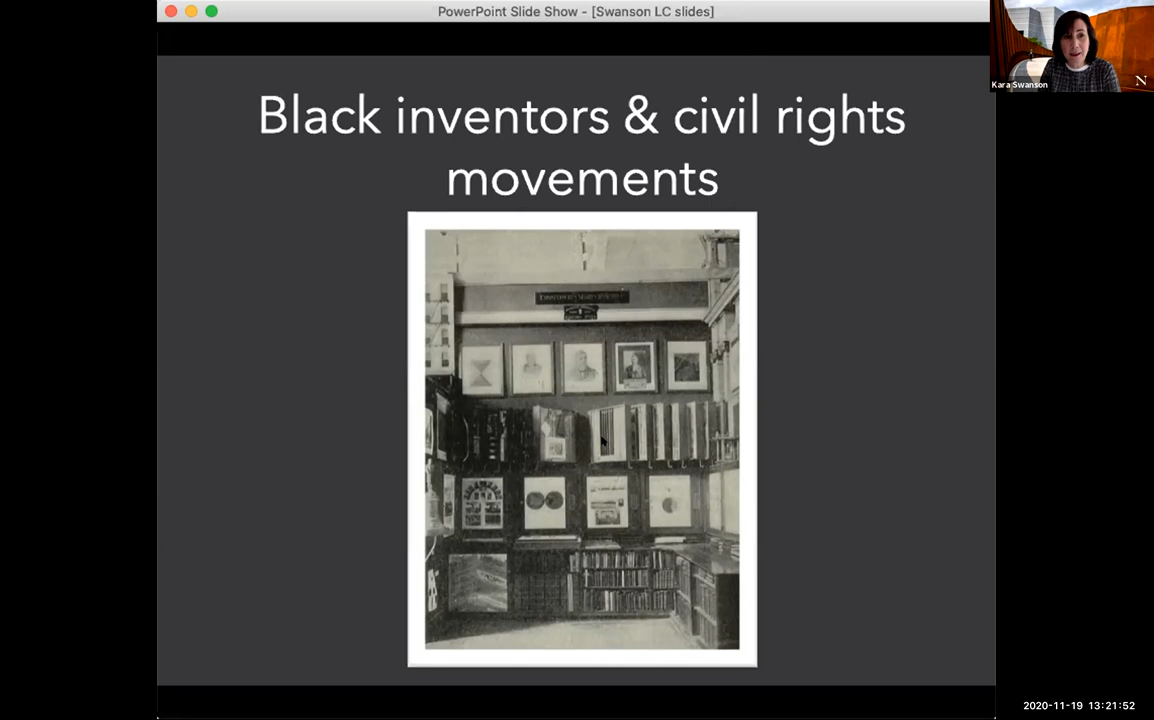 PowerPoint Slide Show - [Swanson LC slides]
Black inventors & civil rights
movements
Kara Swanson
N
2020-11-19 13:21:52